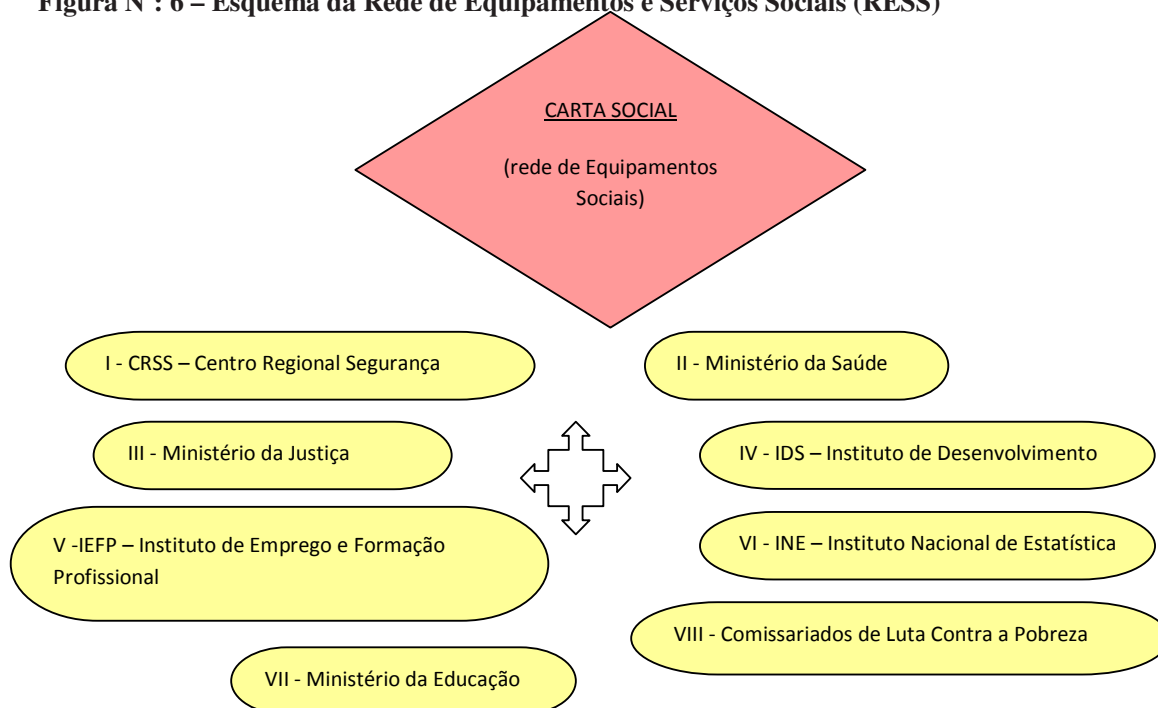 Figura Nº: 6 – Esquema da Rede de Equipamentos e Serviços Sociais (RESS)
CARTA SOCIAL
(rede de Equipamentos
Sociais)
I - CRSS – Centro Regional Segurança
II - Ministério da Saúde
III - Ministério da Justiça
IV - IDS – Instituto de Desenvolvimento
V -IEFP – Instituto de Emprego e Formação
Profissional
VI - INE – Instituto Nacional de Estatística
VIII - Comissariados de Luta Contra a Pobreza
VII - Ministério da Educação